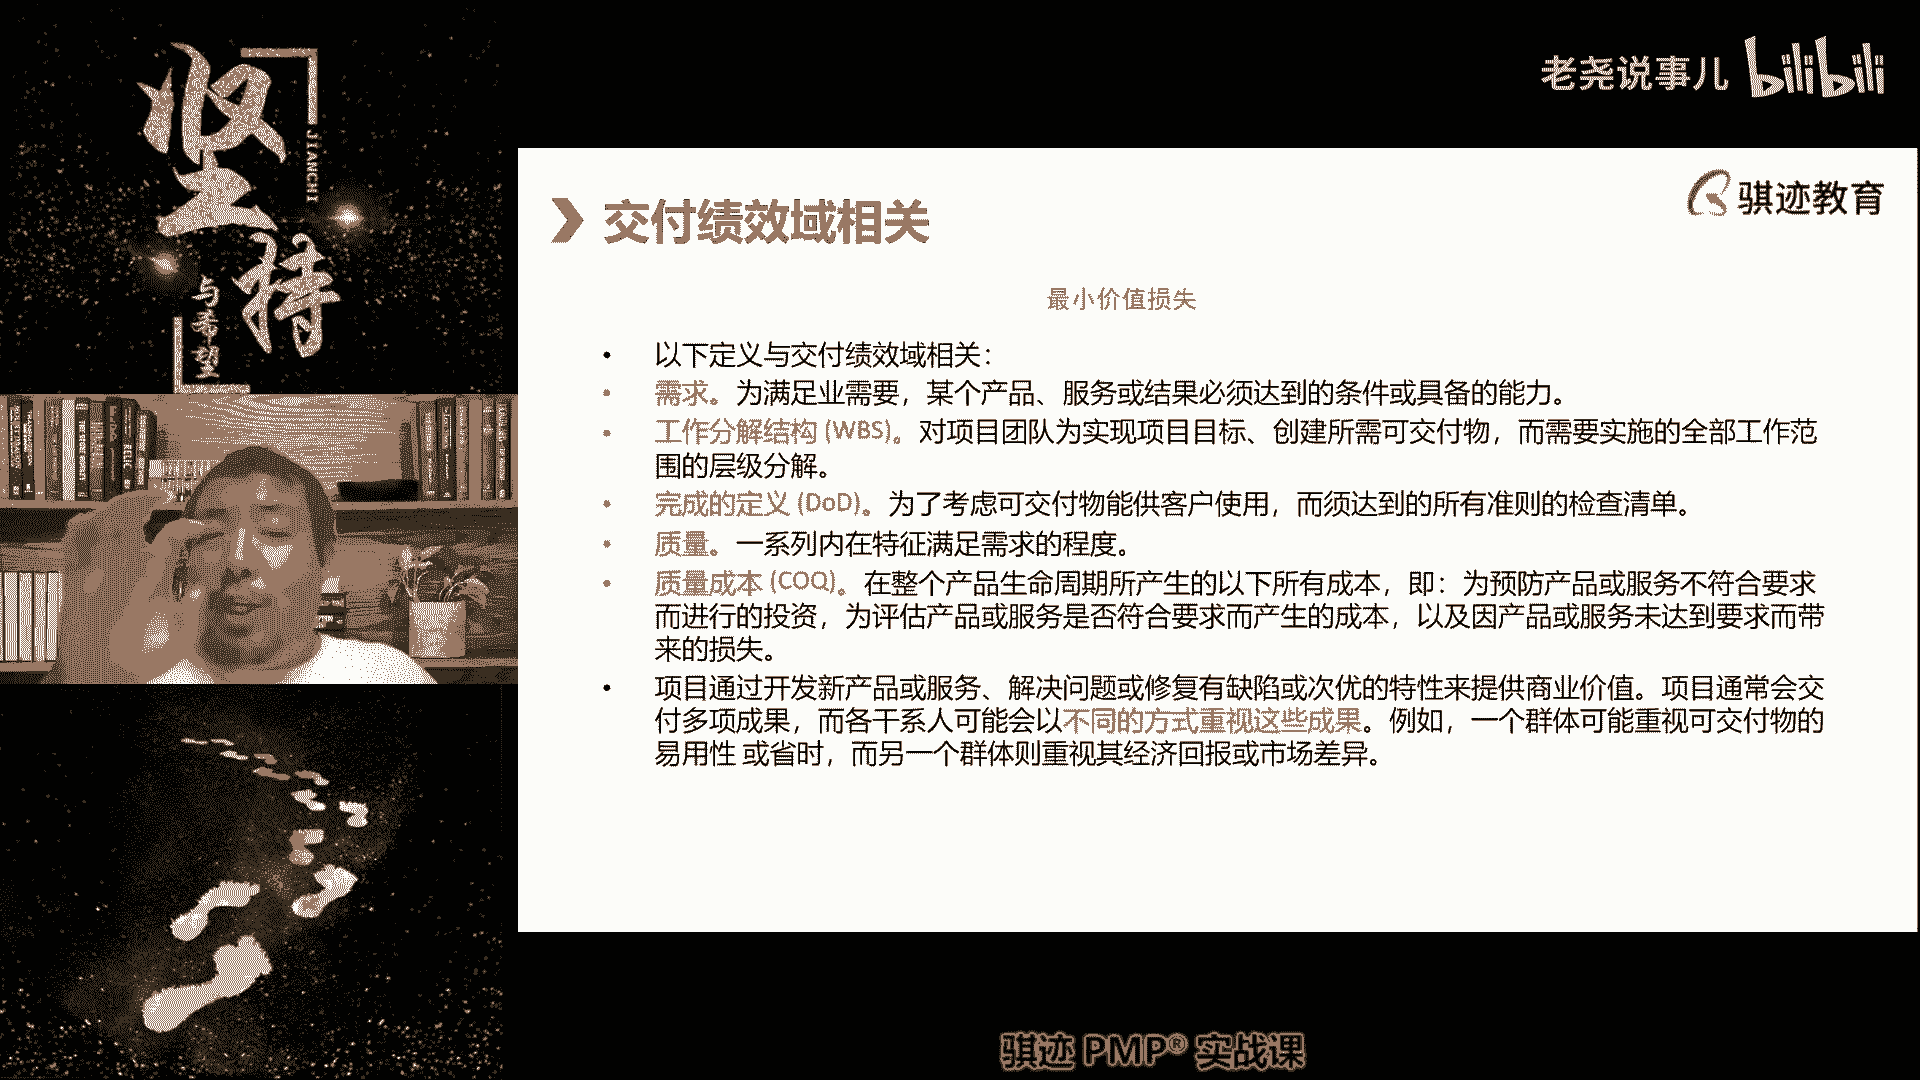 坚持
JIANCHI
与希望
老尧说事儿 bilibili
骐迹教育
交付绩效域相关
最小价值损失
• 以下定义与交付绩效域相关：
• 需求。为满足业需要，某个产品、服务或结果必须达到的条件或具备的能力。
• 工作分解结构 (WBS)。对项目团队为实现项目目标、创建所需可交付物，而需要实施的全部工作范
围的层级分解。
• 完成的定义 (DoD)。为了考虑可交付物能供客户使用，而须达到的所有准则的检查清单。
• 质量。一系列内在特征满足需求的程度。
• 质量成本 (COQ)。在整个产品生命周期所产生的以下所有成本，即：为预防产品或服务不符合要求
而进行的投资，为评估产品或服务是否符合要求而产生的成本，以及因产品或服务未达到要求而带
来的损失。
• 项目通过开发新产品或服务、解决问题或修复有缺陷或次优的特性来提供商业价值。项目通常会交
付多项成果，而各干系人可能会以不同的方式重视这些成果。例如，一个群体可能重视可交付物的
易用性 或省时，而另一个群体则重视其经济回报或市场差异。
骐迹 PMP® 实战课